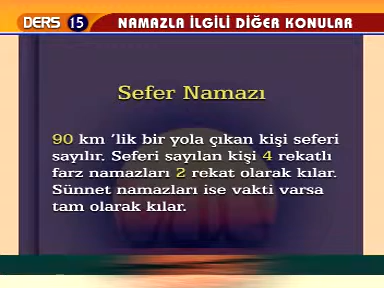 DERS 15 NAMAZLA İLGİLİ DİĞER KONULAR
Sefer Namazı
90 km 'lik bir yola çıkan kişi seferi
sayılır. Seferi sayılan kişi 4 rekatlı
farz namazları 2 rekat olarak kılar.
Sünnet namazları ise vakti varsa
tam olarak kılar.